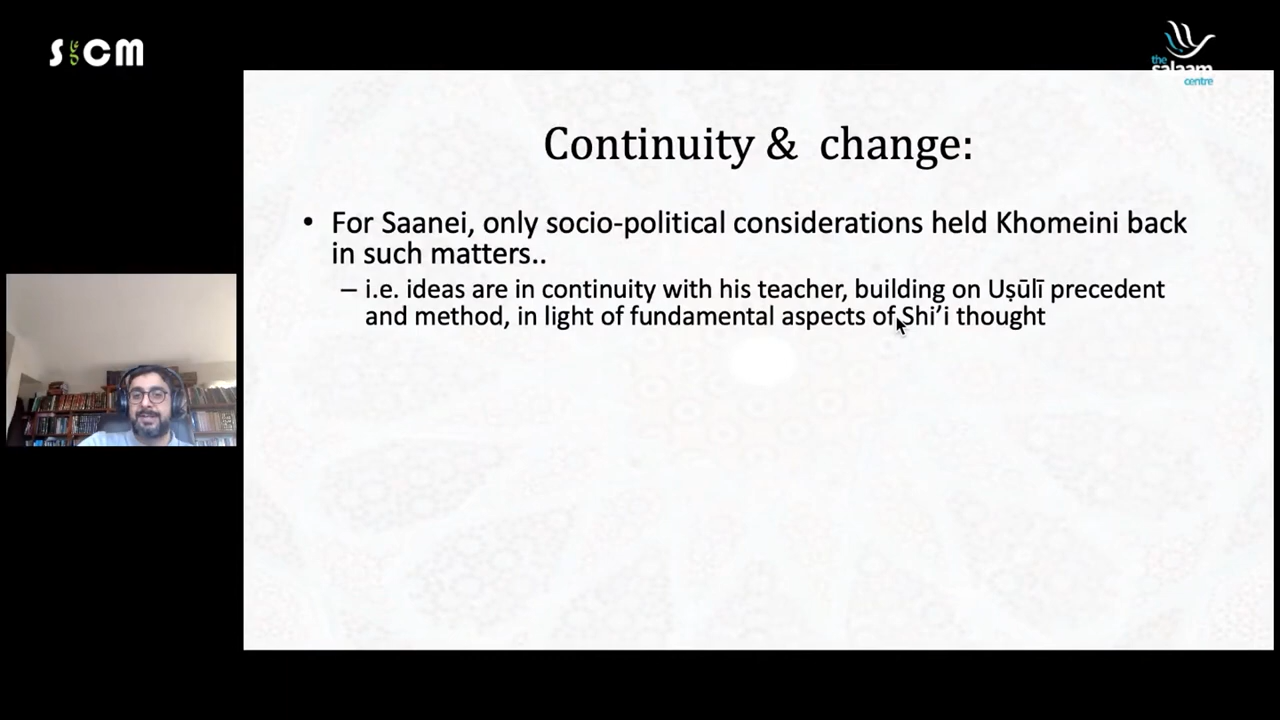 SICM
the
salaam
centre
Continuity & change:
• For Saanei, only socio-political considerations held Khomeini back
in such matters..
– i.e. ideas are in continuity with his teacher, building on Uṣūlī precedent
and method, in light of fundamental aspects of Shi’i thought